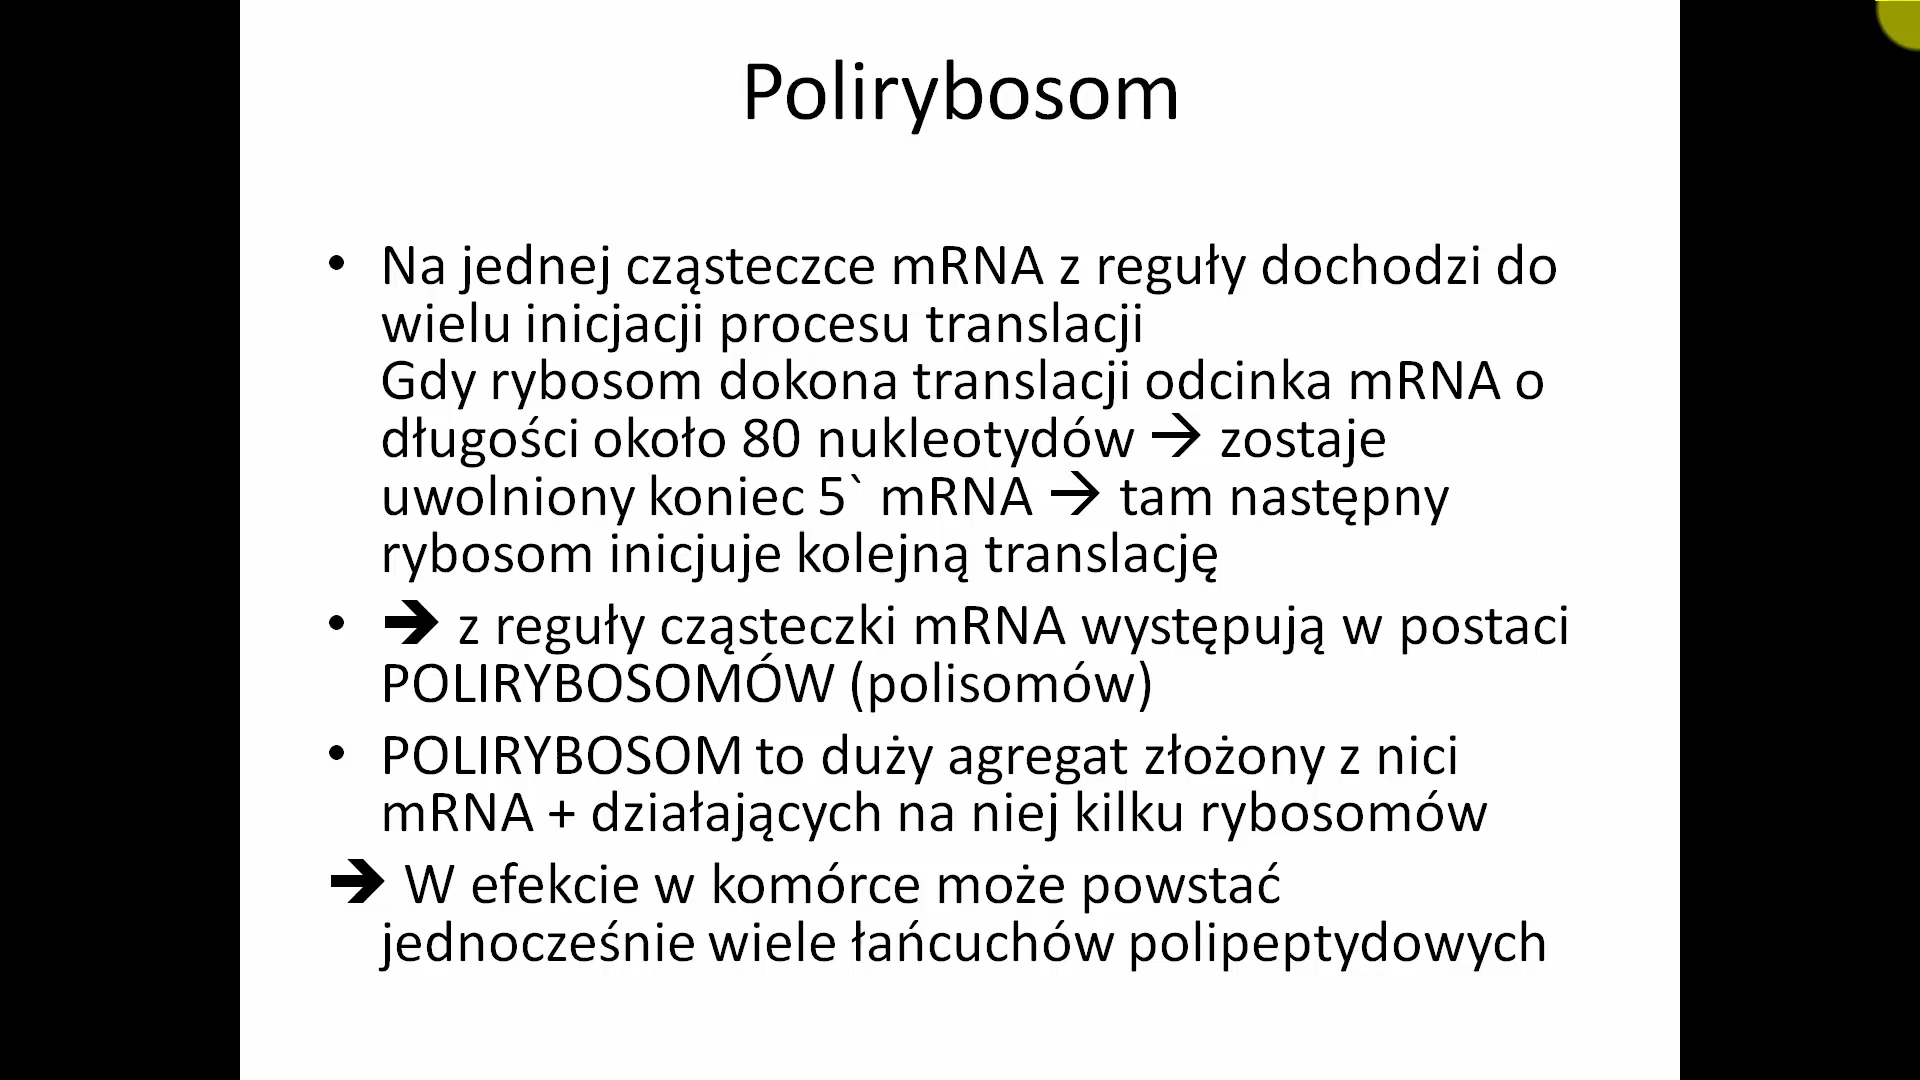 Polirybosom
• Na jednej cząsteczce mRNA z reguły dochodzi do
wielu inicjacji procesu translacji
Gdy rybosom dokona translacji odcinka mRNA o
długości około 80 nukleotydów → zostaje
uwolniony koniec 5` mRNA → tam następny
rybosom inicjuje kolejną translację
• ➔ z reguły cząsteczki mRNA występują w postaci
POLIRYBOSOMÓW (polisomów)
• POLIRYBOSOM to duży agregat złożony z nici
mRNA + działających na niej kilku rybosomów
➔ W efekcie w komórce może powstać
jednocześnie wiele łańcuchów polipeptydowych